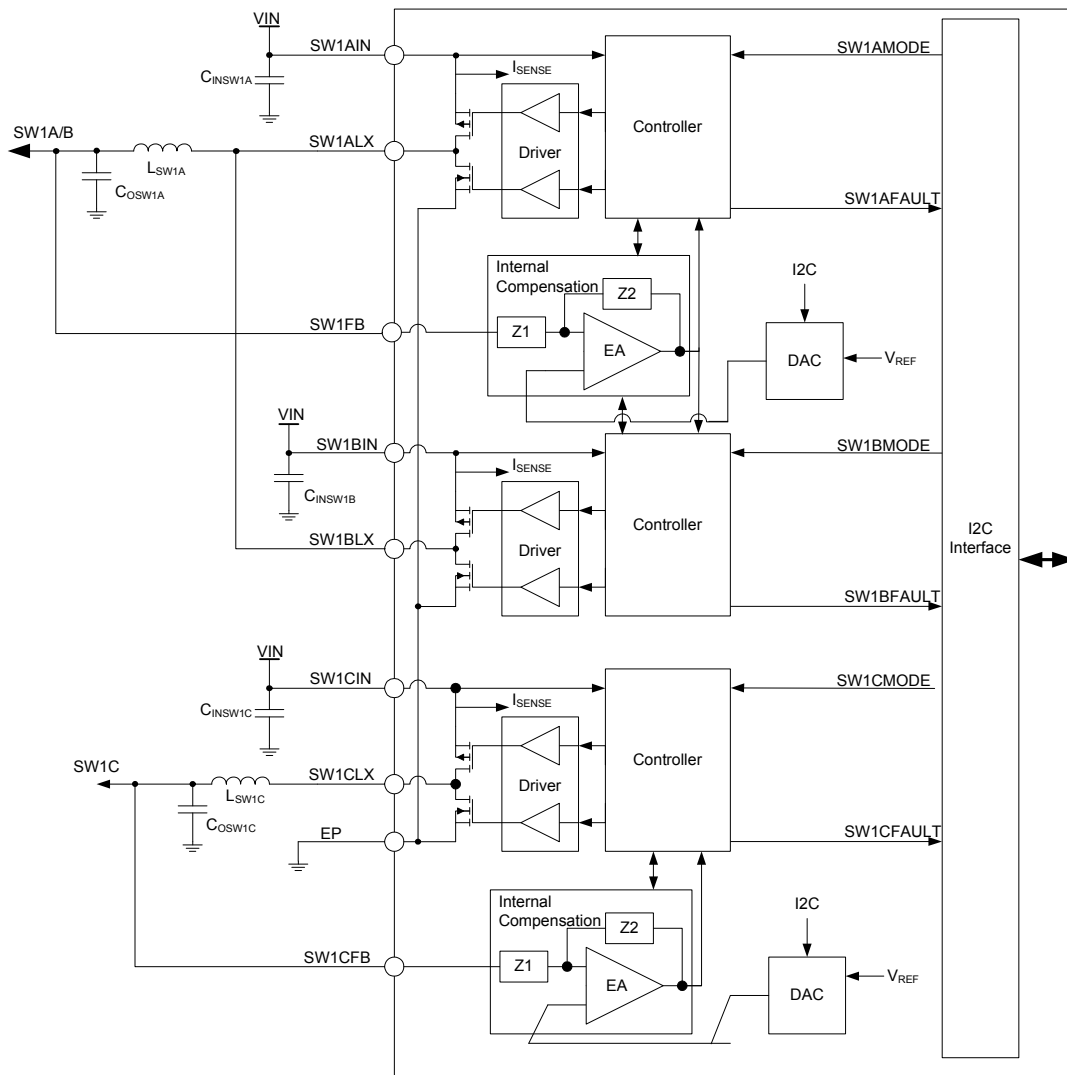 VIN
SW1AIN
SW1AMODE
CINSW1A
ISENSE
Controller
SW1A/B
SW1ALX
Driver
LSW1A
COSW1A
SW1AFAULT
Internal
Compensation
I2C
Z2
SW1FB
Z1
EA
DAC
VREF
VIN
SW1BIN
SW1BMODE
ISENSE
CINSW1B
Controller
I2C
Interface
SW1BLX
Driver
SW1BFAULT
VIN
SW1CIN
SW1CMODE
CINSW1C
ISENSE
Controller
SW1C
SW1CLX
Driver
LSW1C
COSW1C
EP
SW1CFAULT
Internal
Compensation
I2C
Z2
SW1CFB
Z1
EA
DAC
VREF